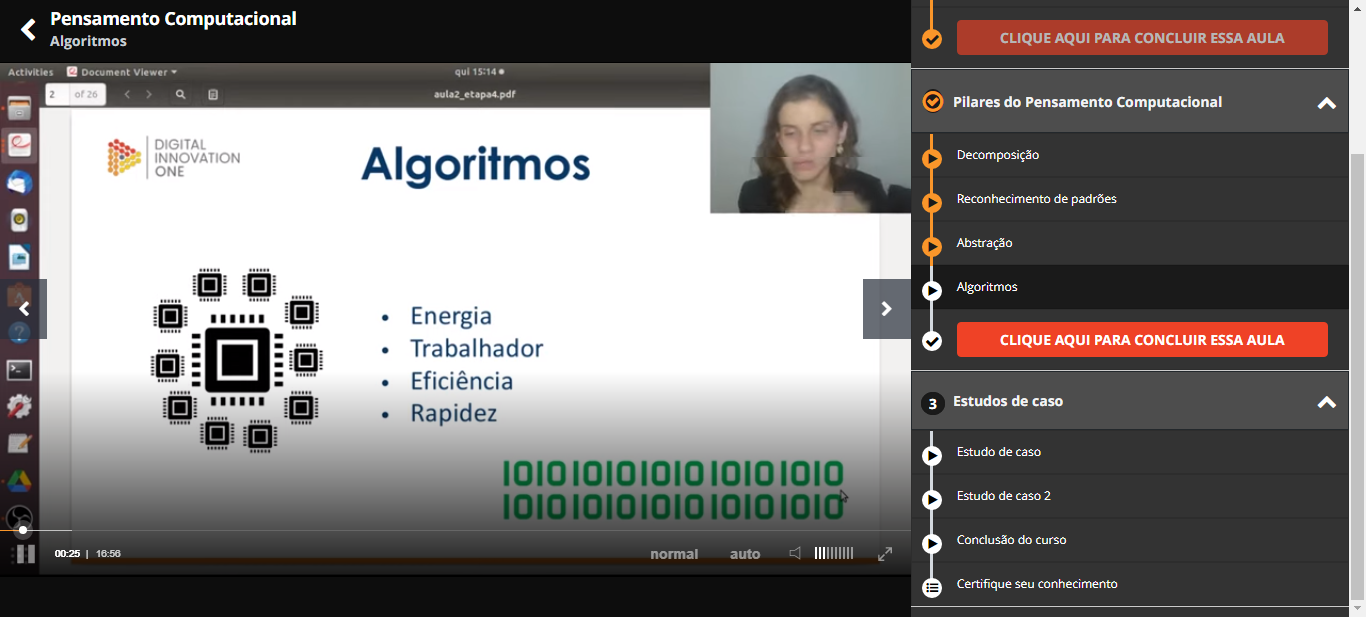 Pensamento Computacional
Algoritmos
Activities Document Viewer qui 15:14
2 of 26 aula2_etapa4.pdf
DIGITAL
INNOVATION
ONE
Algoritmos
• Energia
• Trabalhador
• Eficiência
• Rapidez
10101010101010101010
10101010101010101010
00:25 | 16:56 normal auto
CLIQUE AQUI PARA CONCLUIR ESSA AULA
Pilares do Pensamento Computacional
Decomposição
Reconhecimento de padrões
Abstração
Algoritmos
CLIQUE AQUI PARA CONCLUIR ESSA AULA
3 Estudos de caso
Estudo de caso
Estudo de caso 2
Conclusão do curso
Certifique seu conhecimento